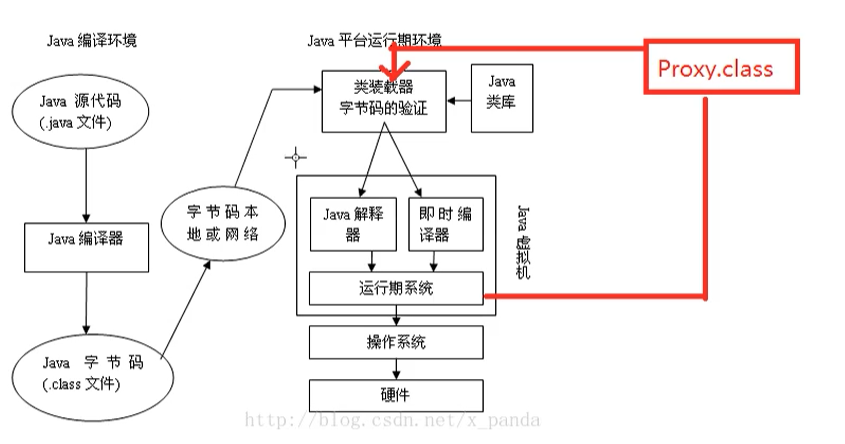 Java 编译环境
Java 平台运行期环境
Java 源代码
(.java 文件)
Java 编译器
Java 字节码
(.class 文件)
字节码本
地或网络
类装载器
字节码的验证
Java
类库
Proxy.class
Java 解释
器
即时编
译器
运行期系统
Java 虚拟机
操作系统
硬件
http://blog.csdn.net/x_panda